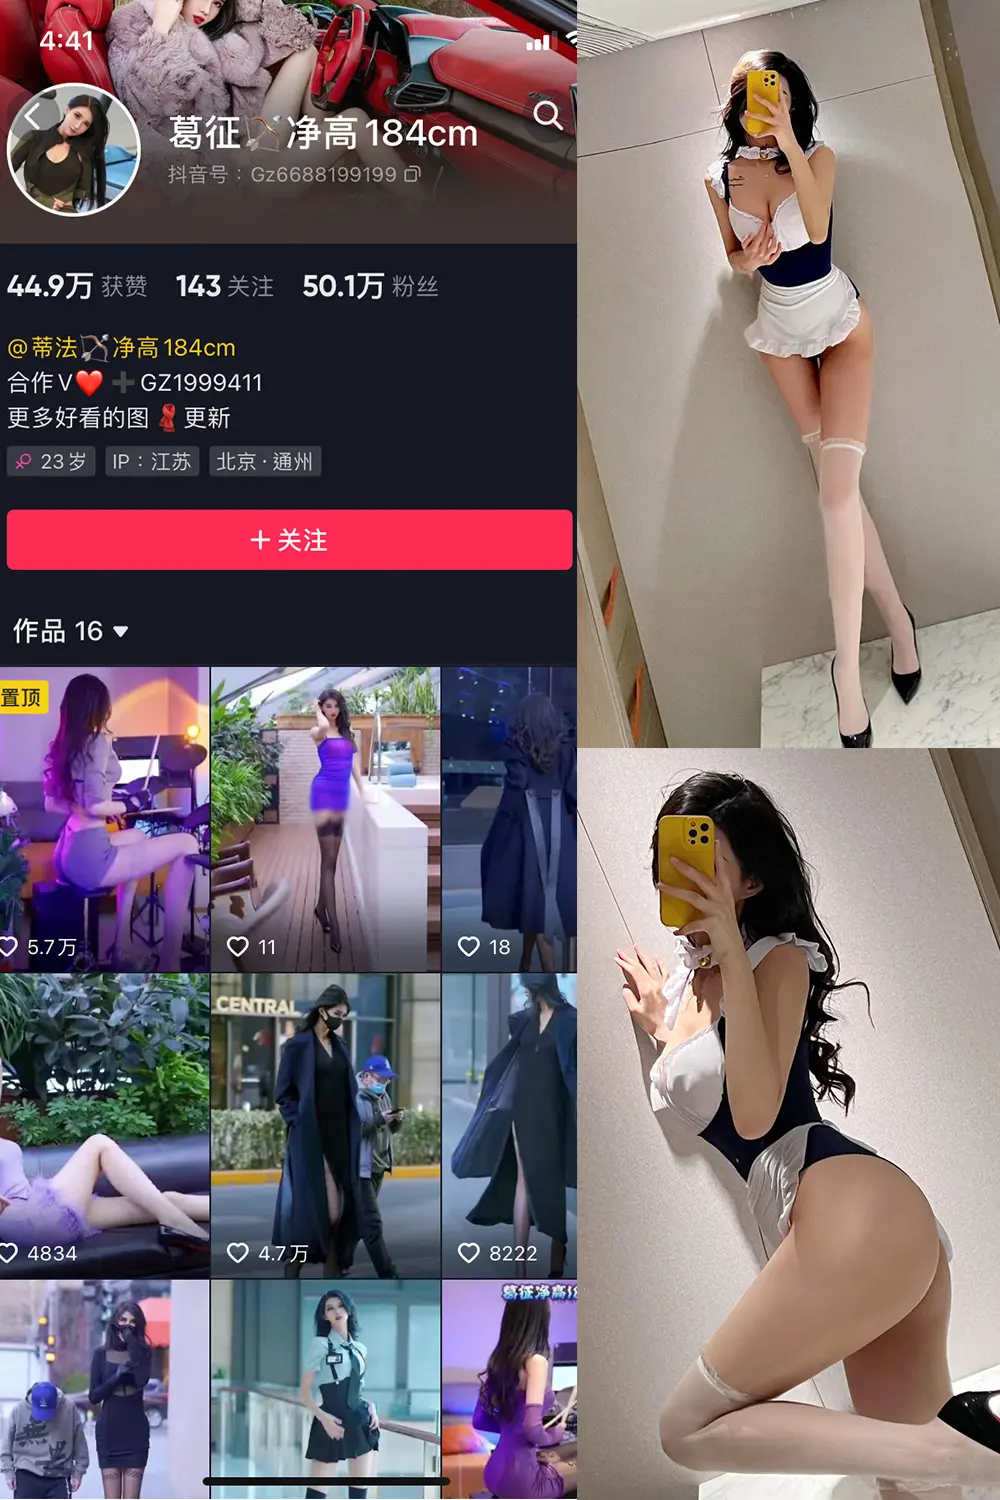 4:41
葛征🏹净高184cm
抖音号：Gz6688199199
44.9万 获赞 143 关注 50.1万 粉丝
@蒂法🏹净高184cm
合作V❤️➕GZ1999411
更多好看的图🧣更新
23岁 IP：江苏 北京·通州
+ 关注
作品 16
置顶
5.7万 11 18
CENTRAL
4834 4.7万 8222
葛征净高